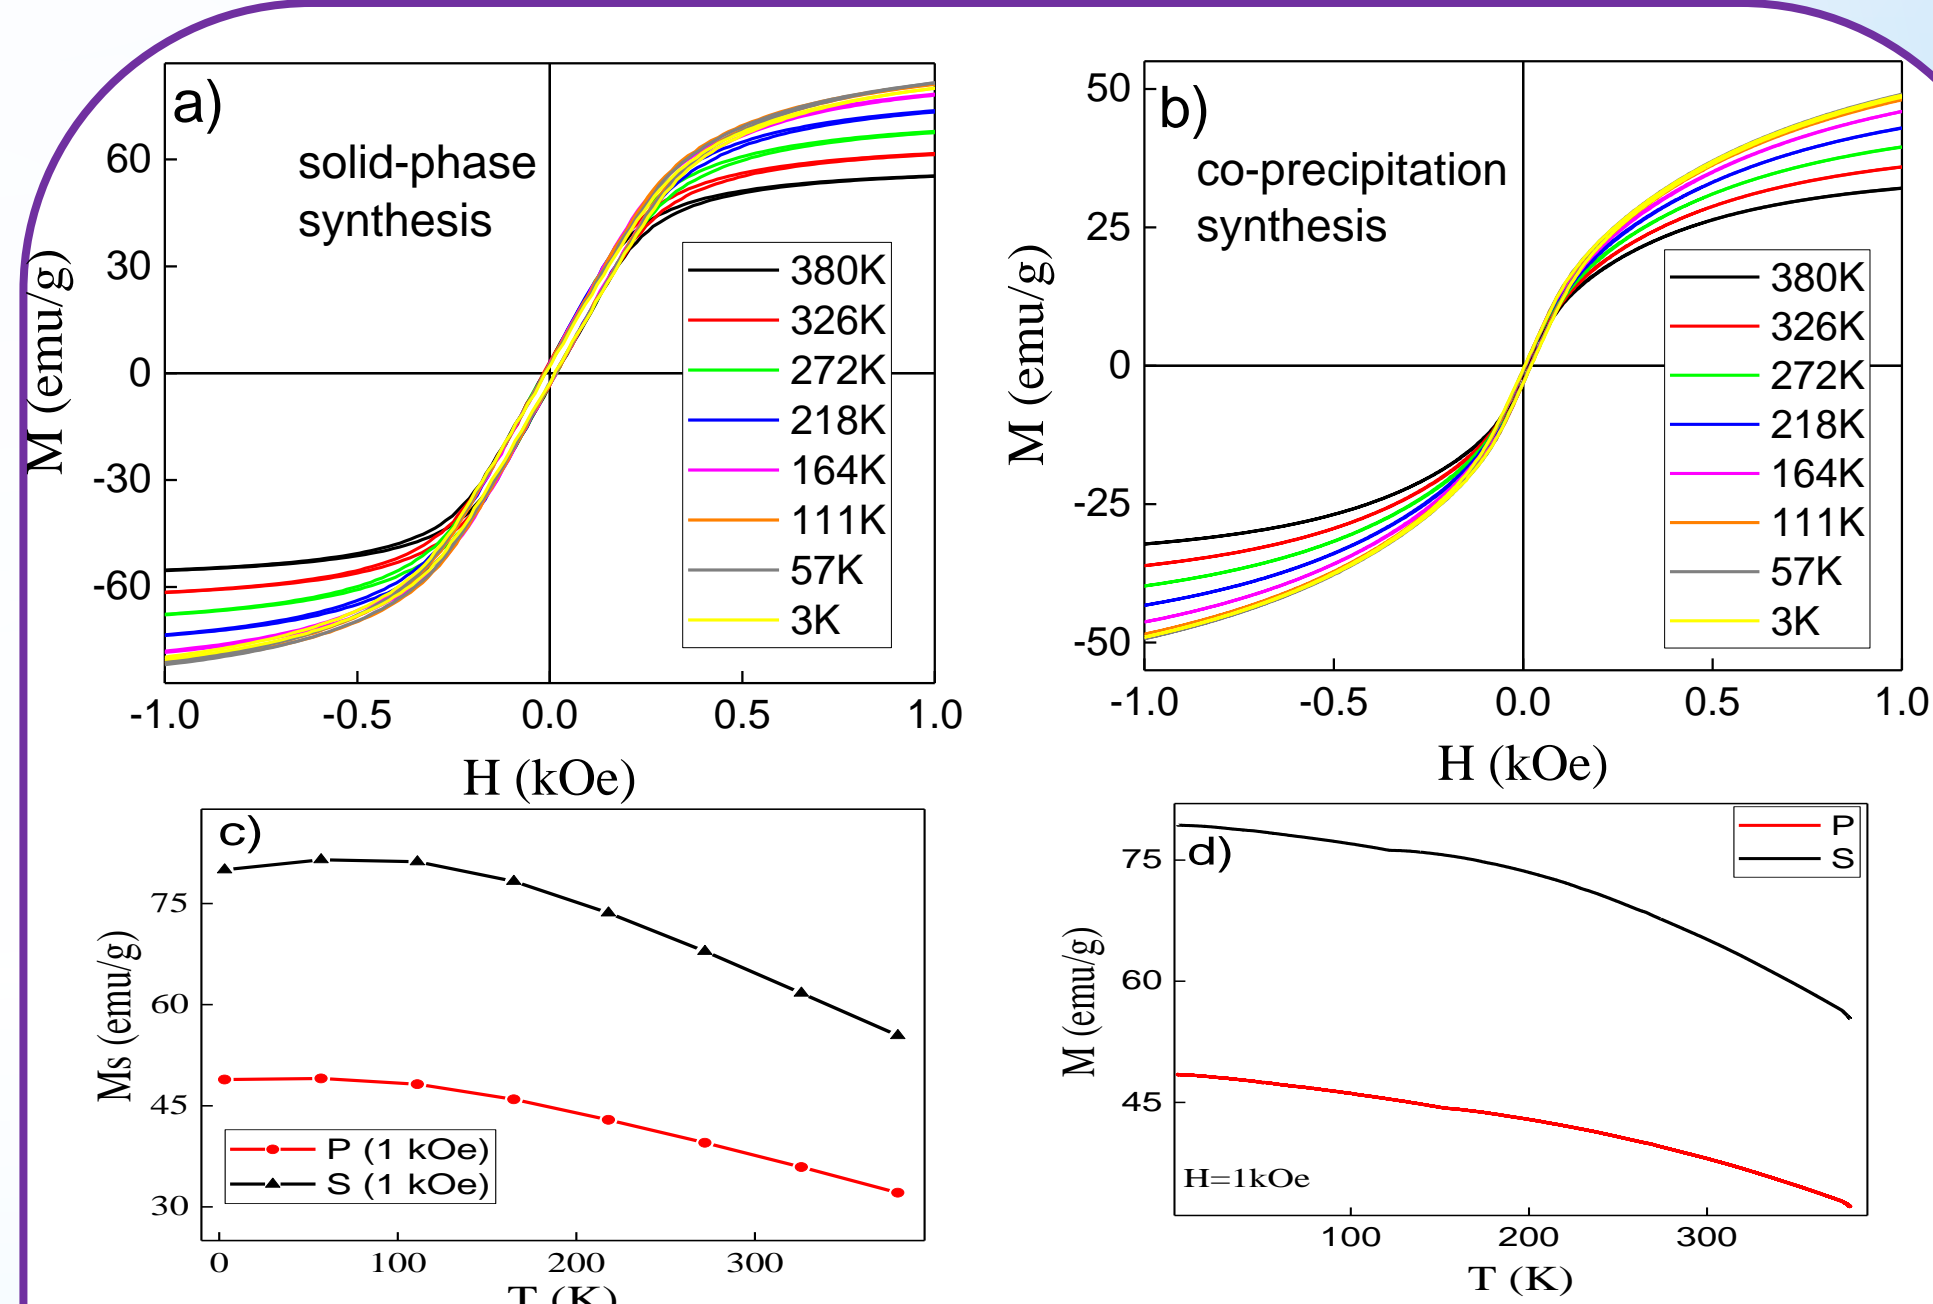 a)
solid-phase
synthesis
M (emu/g)
60
30
0
-30
-60
380K
326K
272K
218K
164K
111K
57K
3K
-1.0 -0.5 0.0 0.5 1.0
H (kOe)
b)
co-precipitation
synthesis
M (emu/g)
50
25
0
-25
-50
380K
326K
272K
218K
164K
111K
57K
3K
-1.0 -0.5 0.0 0.5 1.0
H (kOe)
c)
Ms (emu/g)
75
60
45
30
P (1 kOe)
S (1 kOe)
0 100 200 300
T (K)
d)
P
S
M (emu/g)
75
60
45
H=1kOe
100 200 300
T (K)